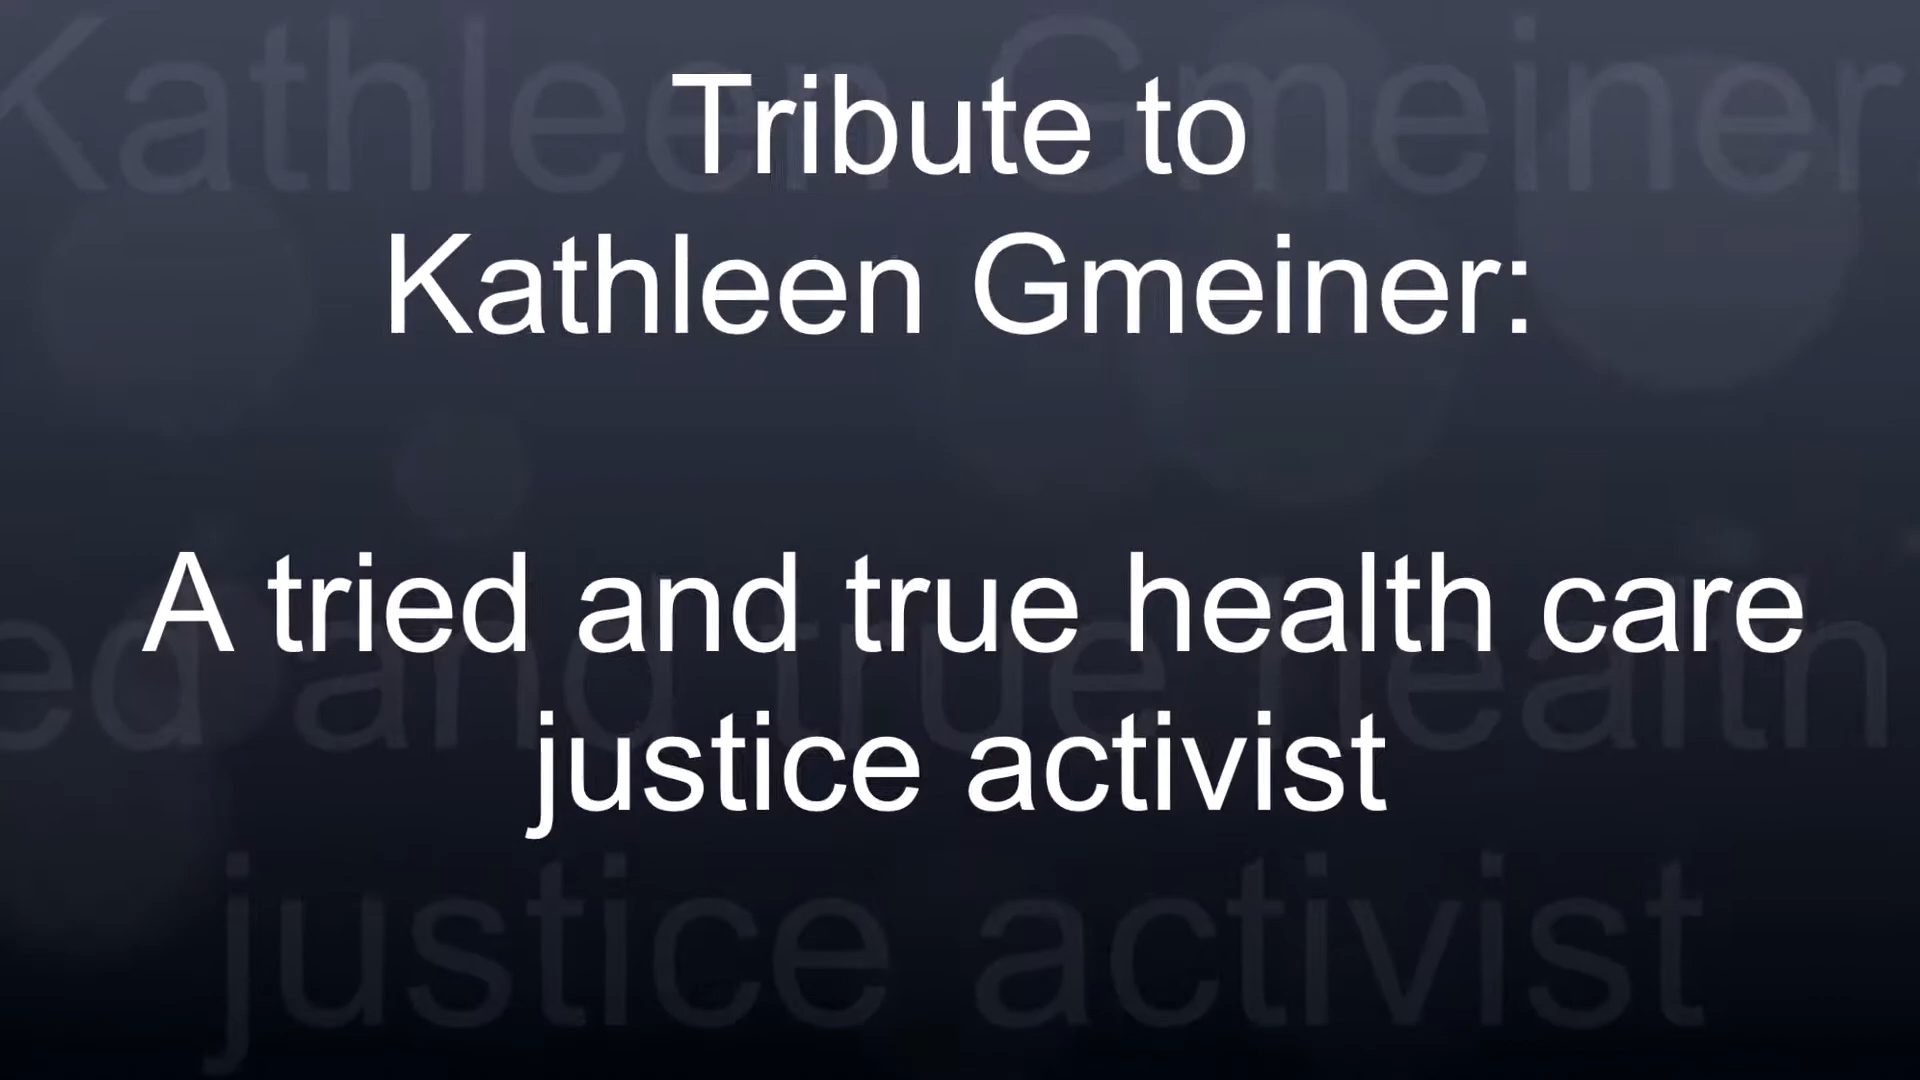 Tribute to
Kathleen Gmeiner:
A tried and true health care
justice activist